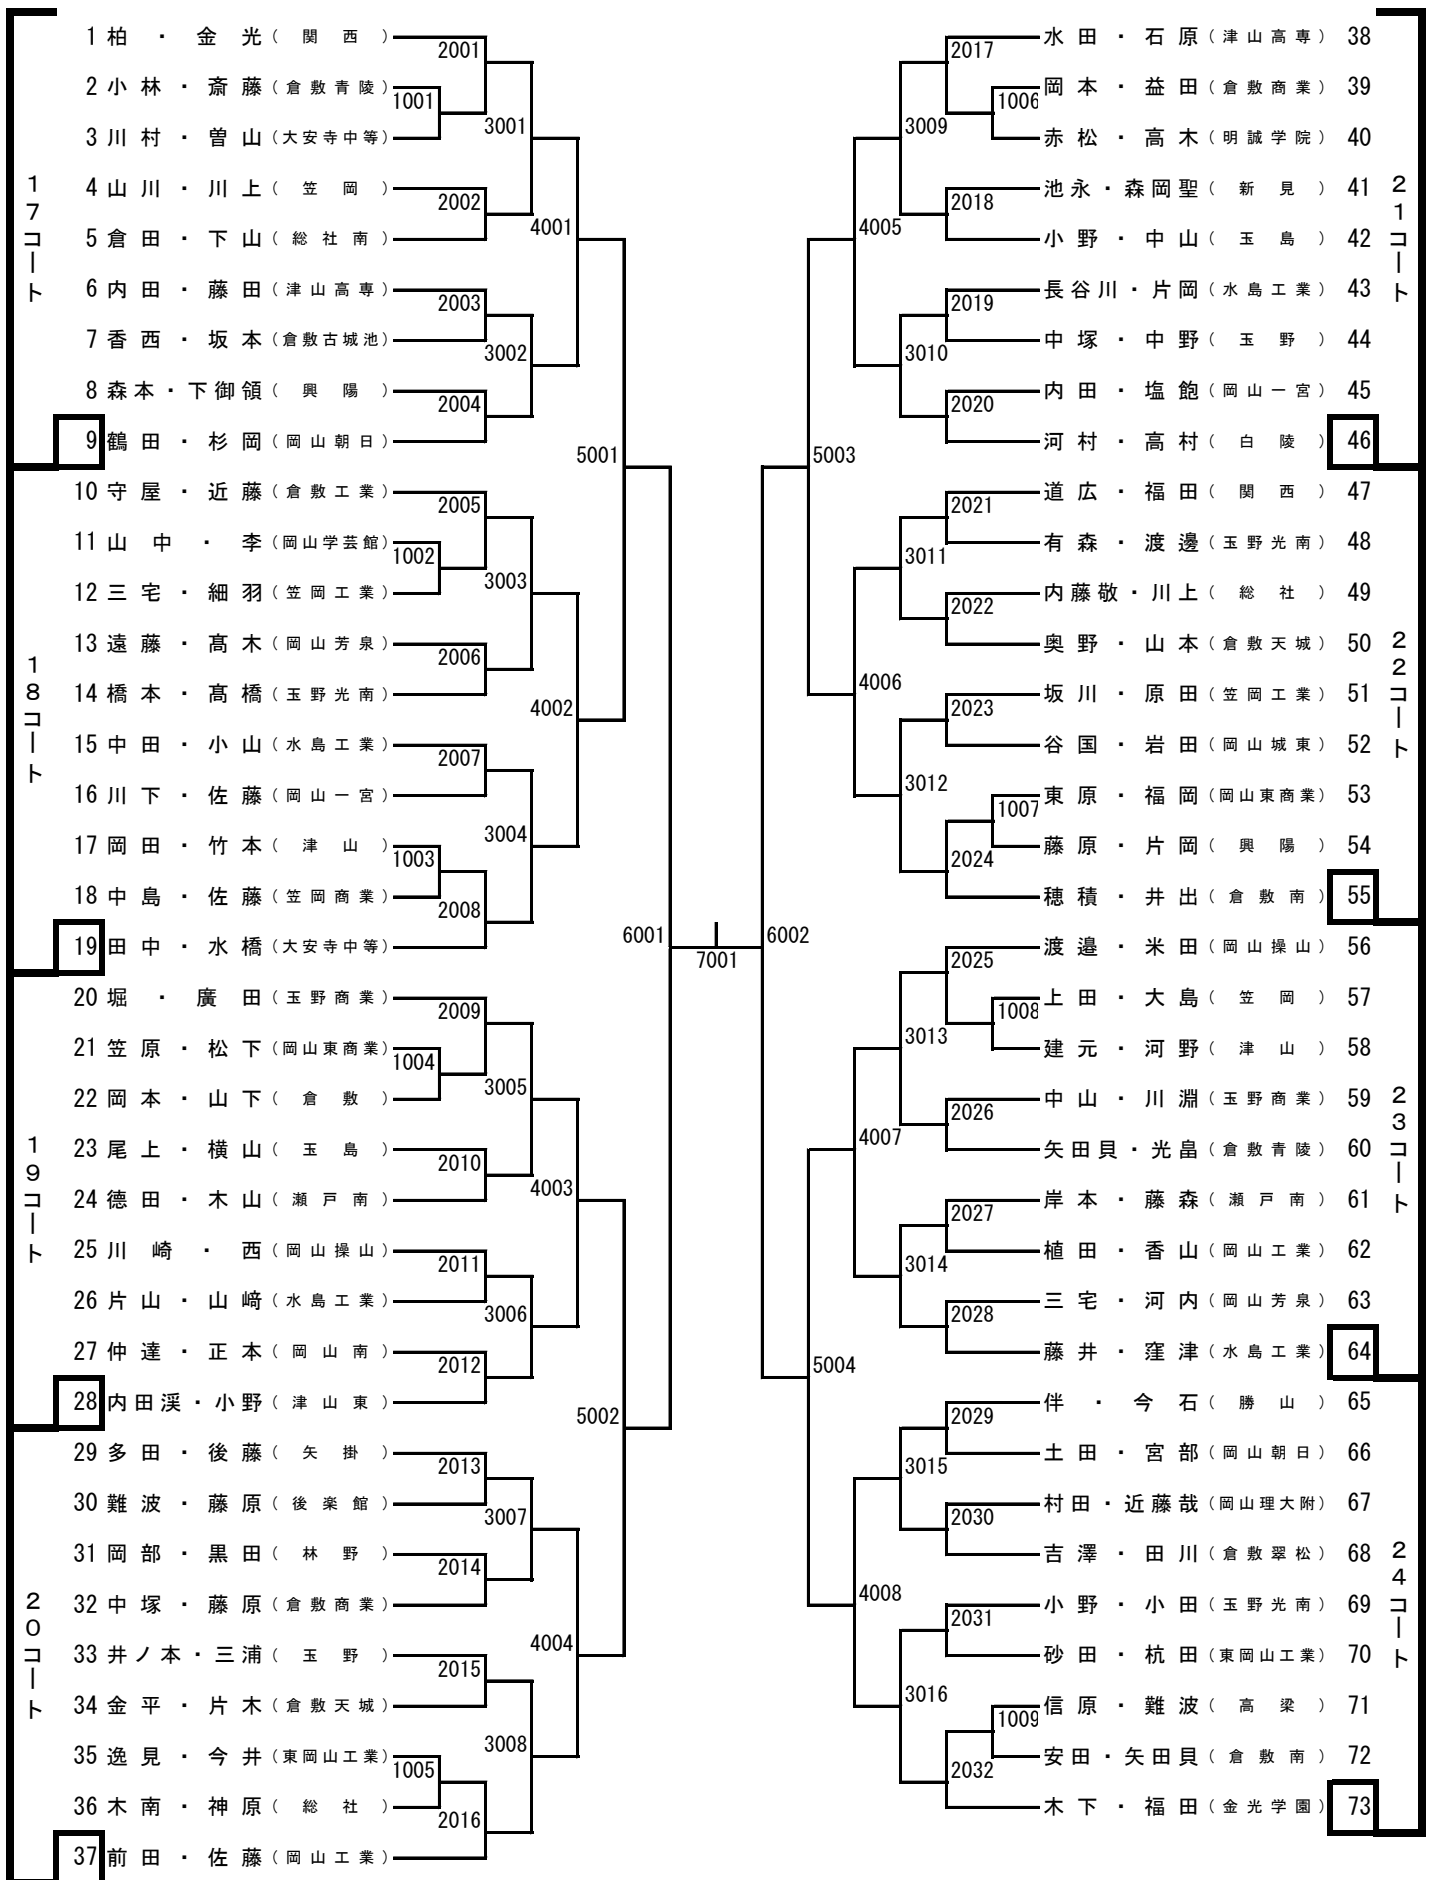 17コート
1 柏・金光（関西）
2 小林・斎藤（倉敷青陵）
3 川村・曽山（大安寺中等）
4 山川・川上（笠岡）
5 倉田・下山（総社南）
6 内田・藤田（津山高専）
7 香西・坂本（倉敷古城池）
8 森本・下御領（興陽）
9 鶴田・杉岡（岡山朝日）
18コート
10 守屋・近藤（倉敷工業）
11 山中・李（岡山学芸館）
12 三宅・細羽（笠岡工業）
13 遠藤・髙木（岡山芳泉）
14 橋本・髙橋（玉野光南）
15 中田・小山（水島工業）
16 川下・佐藤（岡山一宮）
17 岡田・竹本（津山）
18 中島・佐藤（笠岡商業）
19 田中・水橋（大安寺中等）
19コート
20 堀・廣田（玉野商業）
21 笠原・松下（岡山東商業）
22 岡本・山下（倉敷）
23 尾上・横山（玉島）
24 德田・木山（瀬戸南）
25 川崎・西（岡山操山）
26 片山・山﨑（水島工業）
27 仲達・正本（岡山南）
28 内田渓・小野（津山東）
20コート
29 多田・後藤（矢掛）
30 難波・藤原（後楽館）
31 岡部・黒田（林野）
32 中塚・藤原（倉敷商業）
33 井ノ本・三浦（玉野）
34 金平・片木（倉敷天城）
35 逸見・今井（東岡山工業）
36 木南・神原（総社）
37 前田・佐藤（岡山工業）
1001
1002
1003
1004
1005
2001
2002
2003
2004
2005
2006
2007
2008
2009
2010
2011
2012
2013
2014
2015
2016
3001
3002
3003
3004
3005
3006
3007
3008
4001
4002
4003
4004
5001
5002
6001
7001
6002
5003
5004
4005
4006
4007
4008
3009
3010
3011
3012
3013
3014
3015
3016
2017
2018
2019
2020
2021
2022
2023
2024
2025
2026
2027
2028
2029
2030
2031
2032
1006
1007
1008
1009
水田・石原（津山高専） 38
岡本・益田（倉敷商業） 39
赤松・高木（明誠学院） 40
池永・森岡聖（新見） 41
小野・中山（玉島） 42
長谷川・片岡（水島工業） 43
中塚・中野（玉野） 44
内田・塩飽（岡山一宮） 45
河村・高村（白陵） 46
21コート
道広・福田（関西） 47
有森・渡邊（玉野光南） 48
内藤敬・川上（総社） 49
奥野・山本（倉敷天城） 50
坂川・原田（笠岡工業） 51
谷国・岩田（岡山城東） 52
東原・福岡（岡山東商業） 53
藤原・片岡（興陽） 54
穂積・井出（倉敷南） 55
22コート
渡邉・米田（岡山操山） 56
上田・大島（笠岡） 57
建元・河野（津山） 58
中山・川淵（玉野商業） 59
矢田貝・光畠（倉敷青陵） 60
岸本・藤森（瀬戸南） 61
植田・香山（岡山工業） 62
三宅・河内（岡山芳泉） 63
藤井・窪津（水島工業） 64
23コート
伴・今石（勝山） 65
土田・宮部（岡山朝日） 66
村田・近藤哉（岡山理大附） 67
吉澤・田川（倉敷翠松） 68
小野・小田（玉野光南） 69
砂田・杭田（東岡山工業） 70
信原・難波（高梁） 71
安田・矢田貝（倉敷南） 72
木下・福田（金光学園） 73
24コート